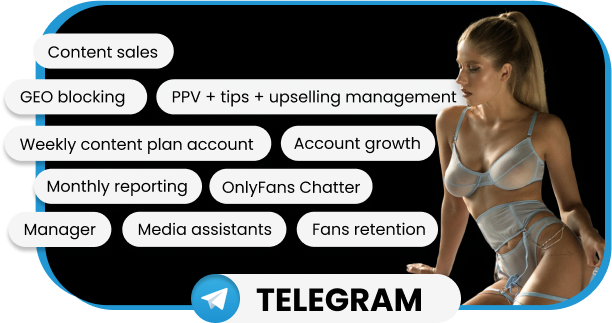 Content sales
GEO blocking
PPV + tips + upselling management
Weekly content plan account
Account growth
Monthly reporting
OnlyFans Chatter
Manager
Media assistants
Fans retention
TELEGRAM